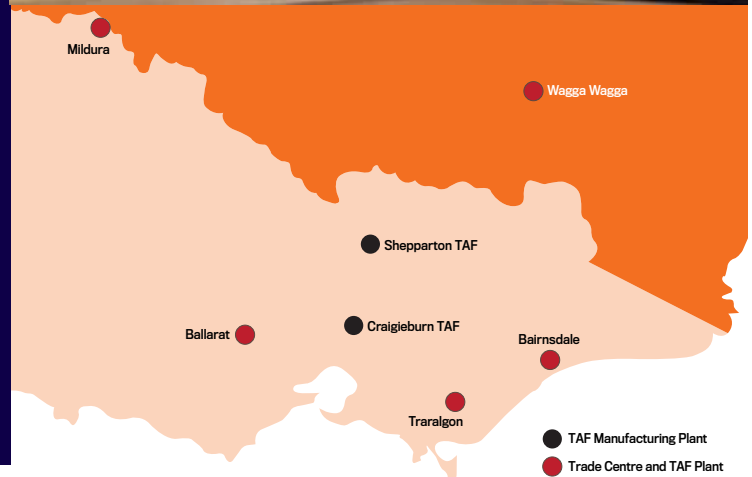 Mildura
Wagga Wagga
Shepparton TAF
Craigieburn TAF
Ballarat
Bairnsdale
Traralgon
TAF Manufacturing Plant
Trade Centre and TAF Plant